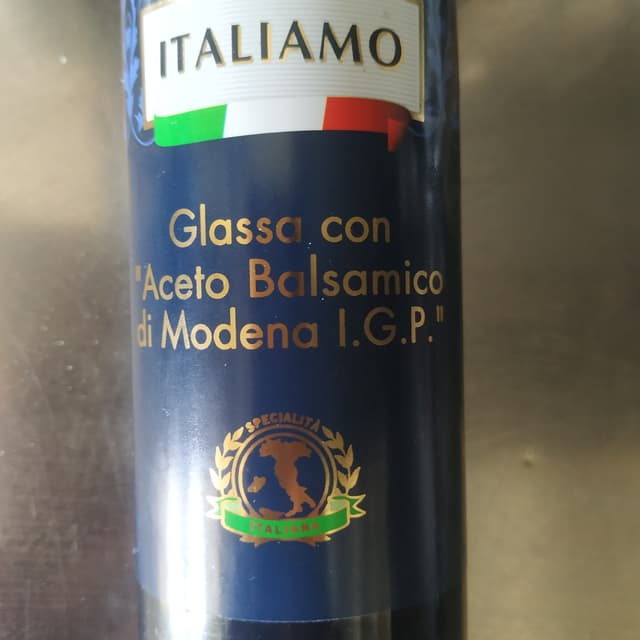 ITALIAMO
Glassa con
"Aceto Balsamico
di Modena I.G.P."
SPECIALITÀ
ITALIANA